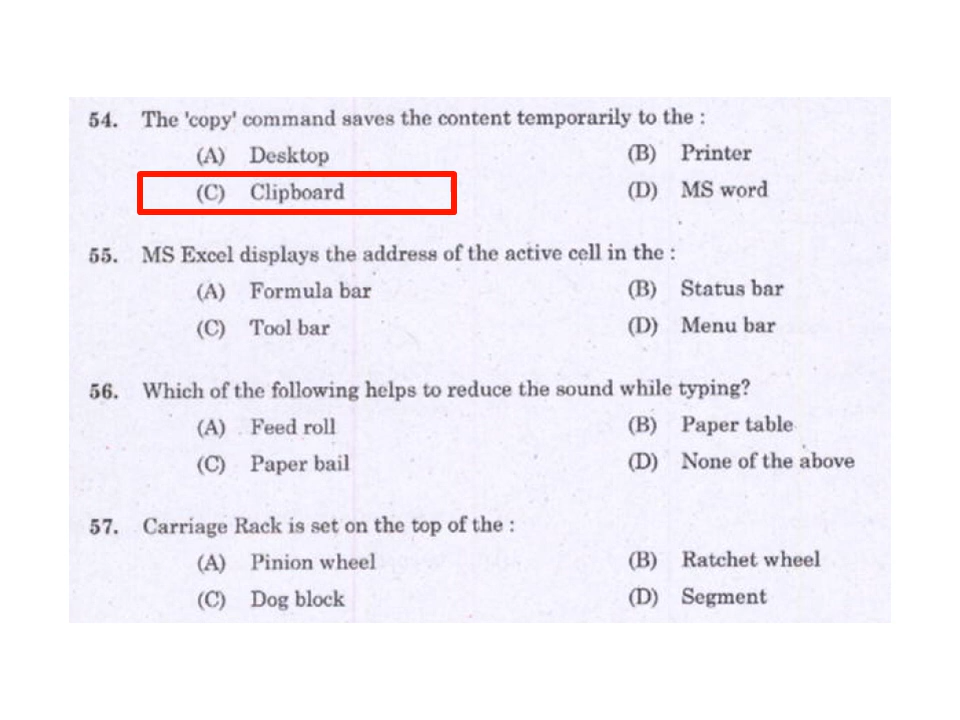 54. The 'copy' command saves the content temporarily to the :
(A) Desktop (B) Printer
(C) Clipboard (D) MS word
55. MS Excel displays the address of the active cell in the :
(A) Formula bar (B) Status bar
(C) Tool bar (D) Menu bar
56. Which of the following helps to reduce the sound while typing?
(A) Feed roll (B) Paper table
(C) Paper bail (D) None of the above
57. Carriage Rack is set on the top of the :
(A) Pinion wheel (B) Ratchet wheel
(C) Dog block (D) Segment